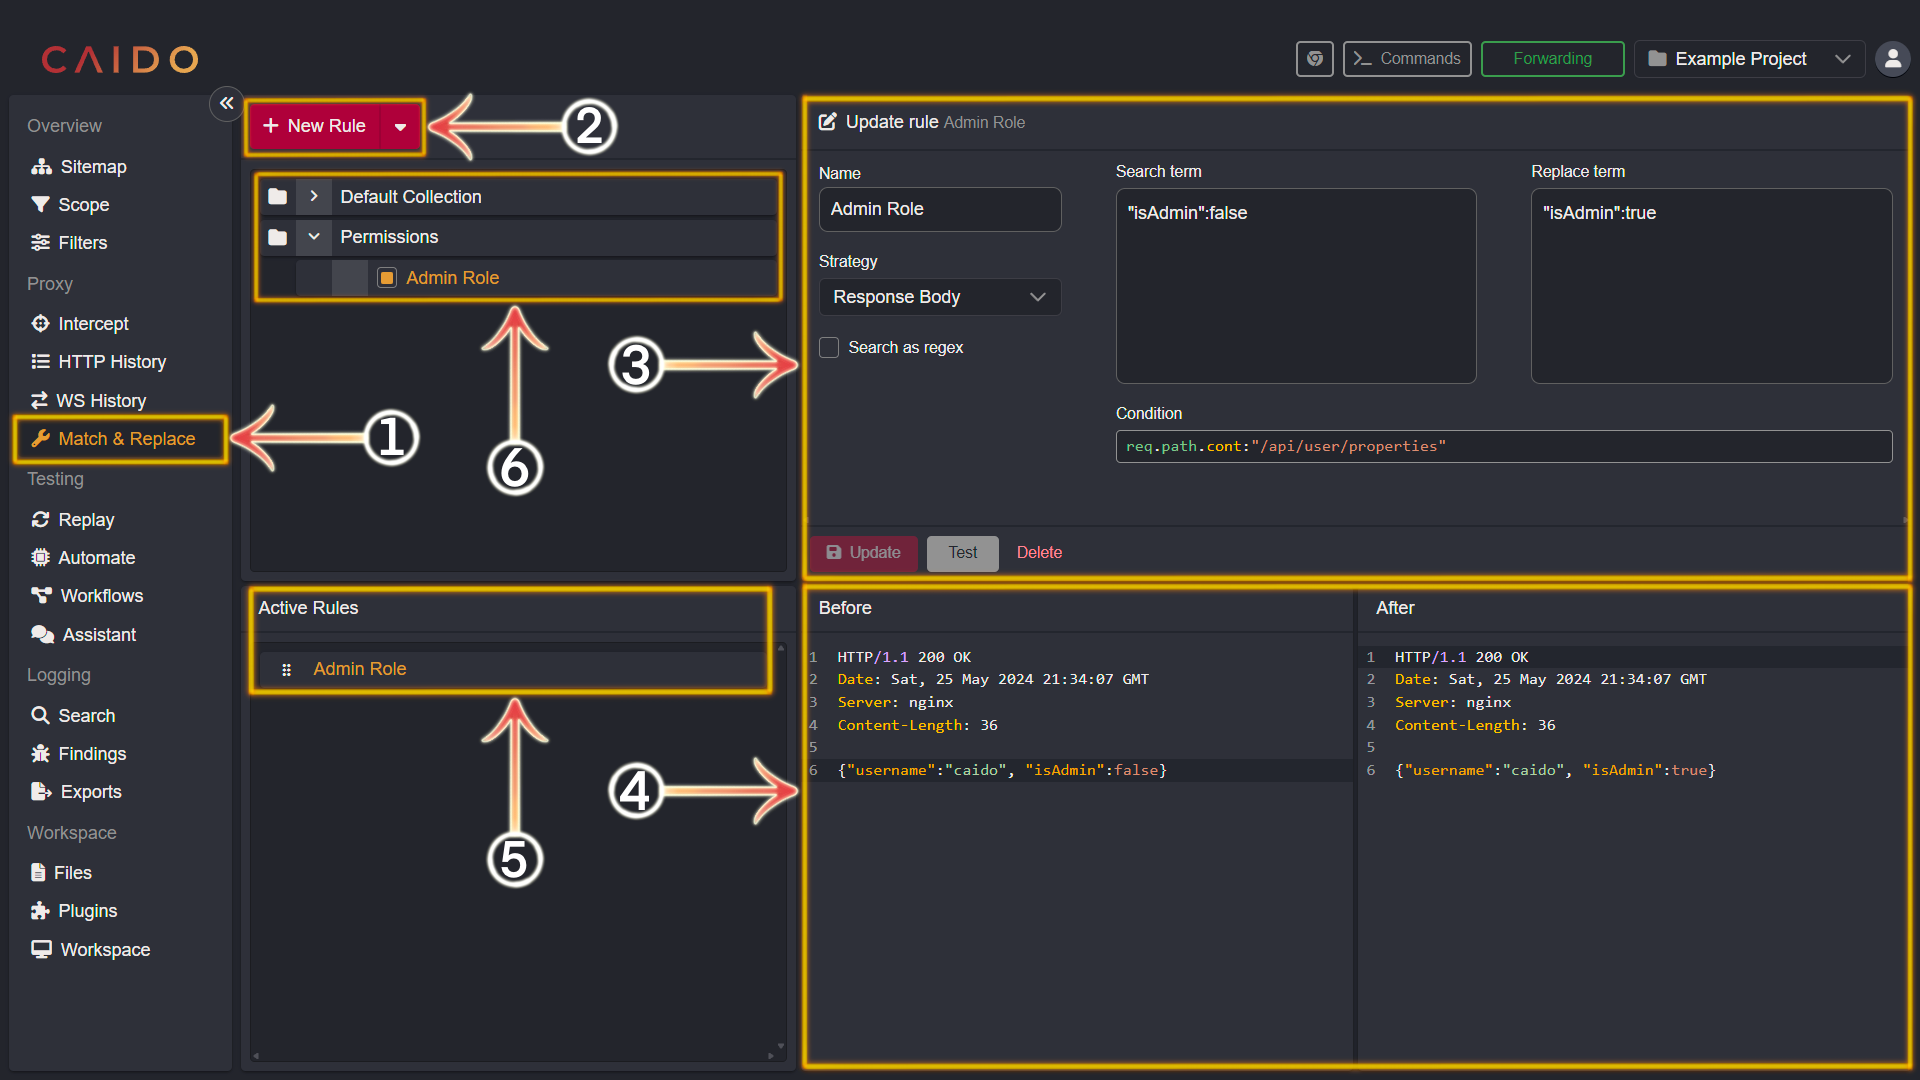 CAIDO
Commands
Forwarding
Example Project
Overview
Sitemap
Scope
Filters
Proxy
Intercept
HTTP History
WS History
Match & Replace
Testing
Replay
Automate
Workflows
Assistant
Logging
Search
Findings
Exports
Workspace
Files
Plugins
Workspace
New Rule
②
Default Collection
Permissions
Admin Role
③
①
⑥
Active Rules
Admin Role
④
⑤
Update rule Admin Role
Name
Admin Role
Strategy
Response Body
Search as regex
Search term
"isAdmin":false
Replace term
"isAdmin":true
Condition
req.path.cont:"/api/user/properties"
Update
Test
Delete
Before
1 HTTP/1.1 200 OK
2 Date: Sat, 25 May 2024 21:34:07 GMT
3 Server: nginx
4 Content-Length: 36
5
6 {"username":"caido", "isAdmin":false}
After
1 HTTP/1.1 200 OK
2 Date: Sat, 25 May 2024 21:34:07 GMT
3 Server: nginx
4 Content-Length: 36
5
6 {"username":"caido", "isAdmin":true}